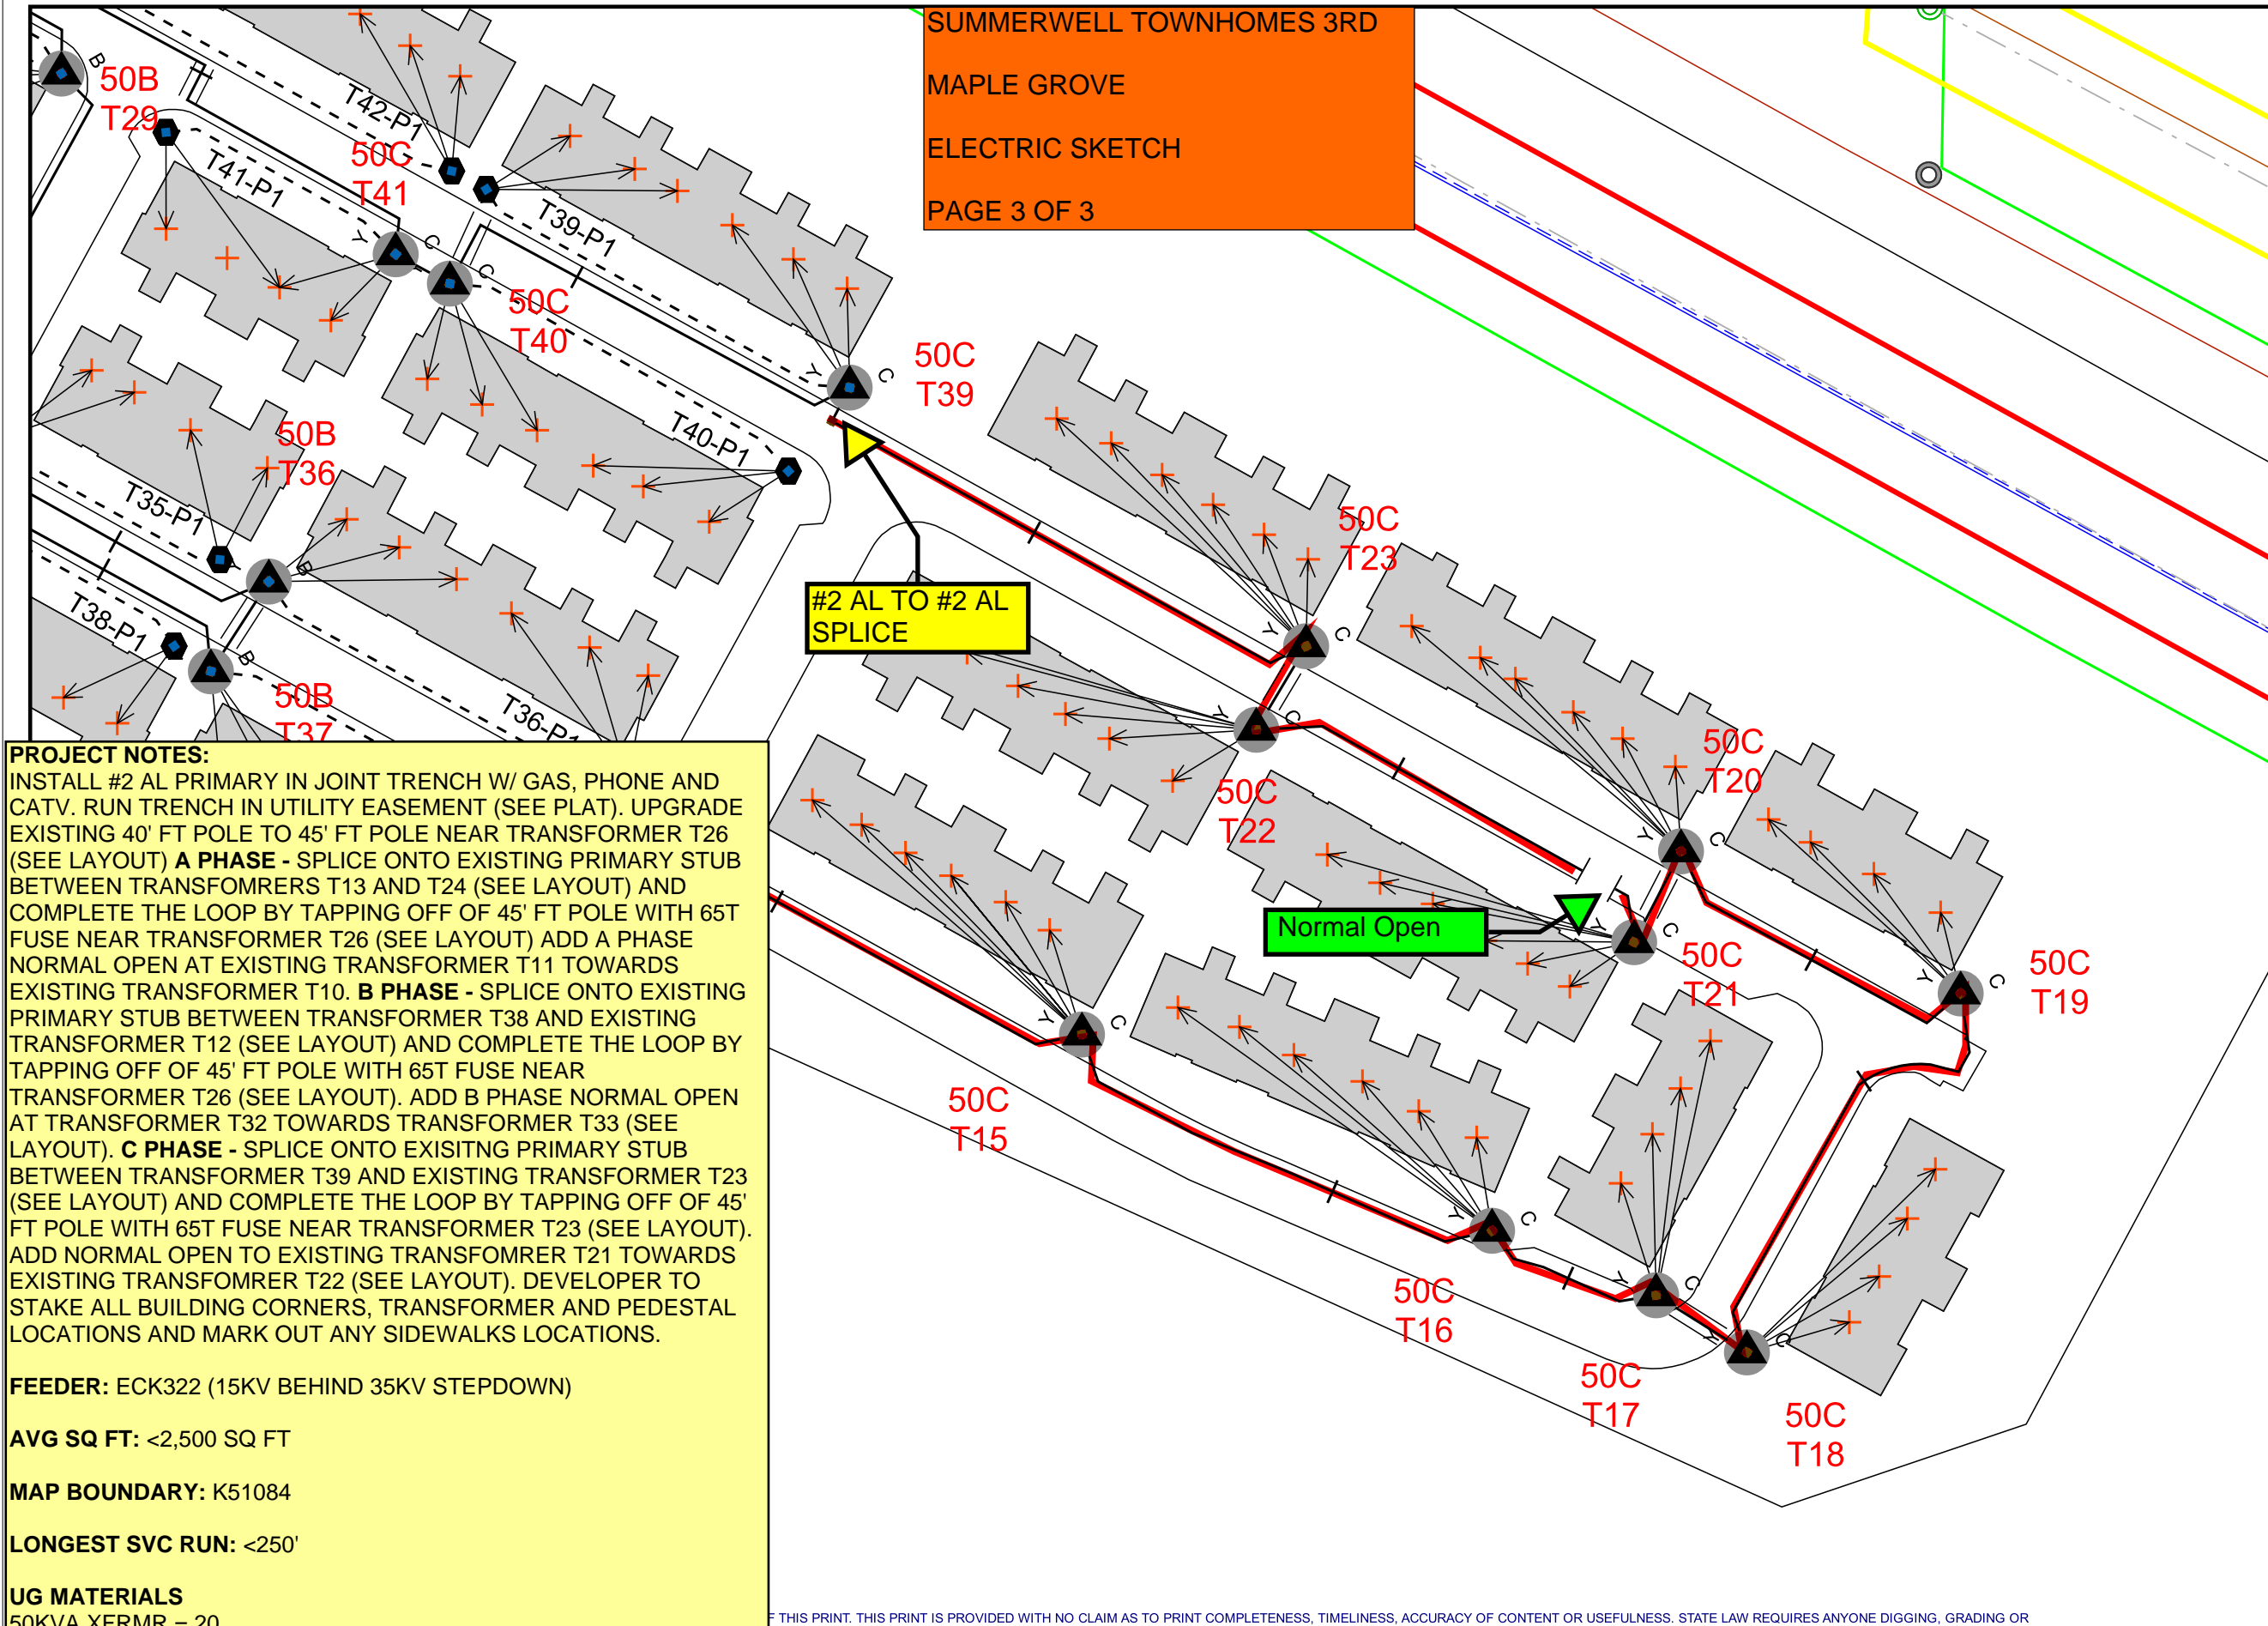 SUMMERWELL TOWNHOMES 3RD
MAPLE GROVE
ELECTRIC SKETCH
PAGE 3 OF 3
B
50B
T29
T42-P1
50C
T41
T41-P1
Y
C
T39-P1
C
50C
T40
Y
C
50C
T39
T40-P1
50B
T36
T35-P1
B
T38-P1
B
50B
T37
T36-P1
#2 AL TO #2 AL
SPLICE
50C
T23
Y
C
Y
C
50C
T22
50C
T20
Y
C
Normal Open
Y
C
50C
T21
Y
C
50C
T19
Y
C
50C
T15
Y
C
50C
T16
Y
C
50C
T17
Y
C
50C
T18
PROJECT NOTES:
INSTALL #2 AL PRIMARY IN JOINT TRENCH W/ GAS, PHONE AND
CATV. RUN TRENCH IN UTILITY EASEMENT (SEE PLAT). UPGRADE
EXISTING 40' FT POLE TO 45' FT POLE NEAR TRANSFORMER T26
(SEE LAYOUT) A PHASE - SPLICE ONTO EXISTING PRIMARY STUB
BETWEEN TRANSFOMRERS T13 AND T24 (SEE LAYOUT) AND
COMPLETE THE LOOP BY TAPPING OFF OF 45' FT POLE WITH 65T
FUSE NEAR TRANSFORMER T26 (SEE LAYOUT) ADD A PHASE
NORMAL OPEN AT EXISTING TRANSFORMER T11 TOWARDS
EXISTING TRANSFORMER T10. B PHASE - SPLICE ONTO EXISTING
PRIMARY STUB BETWEEN TRANSFORMER T38 AND EXISTING
TRANSFORMER T12 (SEE LAYOUT) AND COMPLETE THE LOOP BY
TAPPING OFF OF 45' FT POLE WITH 65T FUSE NEAR
TRANSFORMER T26 (SEE LAYOUT). ADD B PHASE NORMAL OPEN
AT TRANSFORMER T32 TOWARDS TRANSFORMER T33 (SEE
LAYOUT). C PHASE - SPLICE ONTO EXISITNG PRIMARY STUB
BETWEEN TRANSFORMER T39 AND EXISTING TRANSFORMER T23
(SEE LAYOUT) AND COMPLETE THE LOOP BY TAPPING OFF OF 45'
FT POLE WITH 65T FUSE NEAR TRANSFORMER T23 (SEE LAYOUT).
ADD NORMAL OPEN TO EXISTING TRANSFOMRER T21 TOWARDS
EXISTING TRANSFOMRER T22 (SEE LAYOUT). DEVELOPER TO
STAKE ALL BUILDING CORNERS, TRANSFORMER AND PEDESTAL
LOCATIONS AND MARK OUT ANY SIDEWALKS LOCATIONS.
FEEDER: ECK322 (15KV BEHIND 35KV STEPDOWN)
AVG SQ FT: <2,500 SQ FT
MAP BOUNDARY: K51084
LONGEST SVC RUN: <250'
UG MATERIALS
50KVA XFRMR = 20
THIS PRINT. THIS PRINT IS PROVIDED WITH NO CLAIM AS TO PRINT COMPLETENESS, TIMELINESS, ACCURACY OF CONTENT OR USEFULNESS. STATE LAW REQUIRES ANYONE DIGGING, GRADING OR